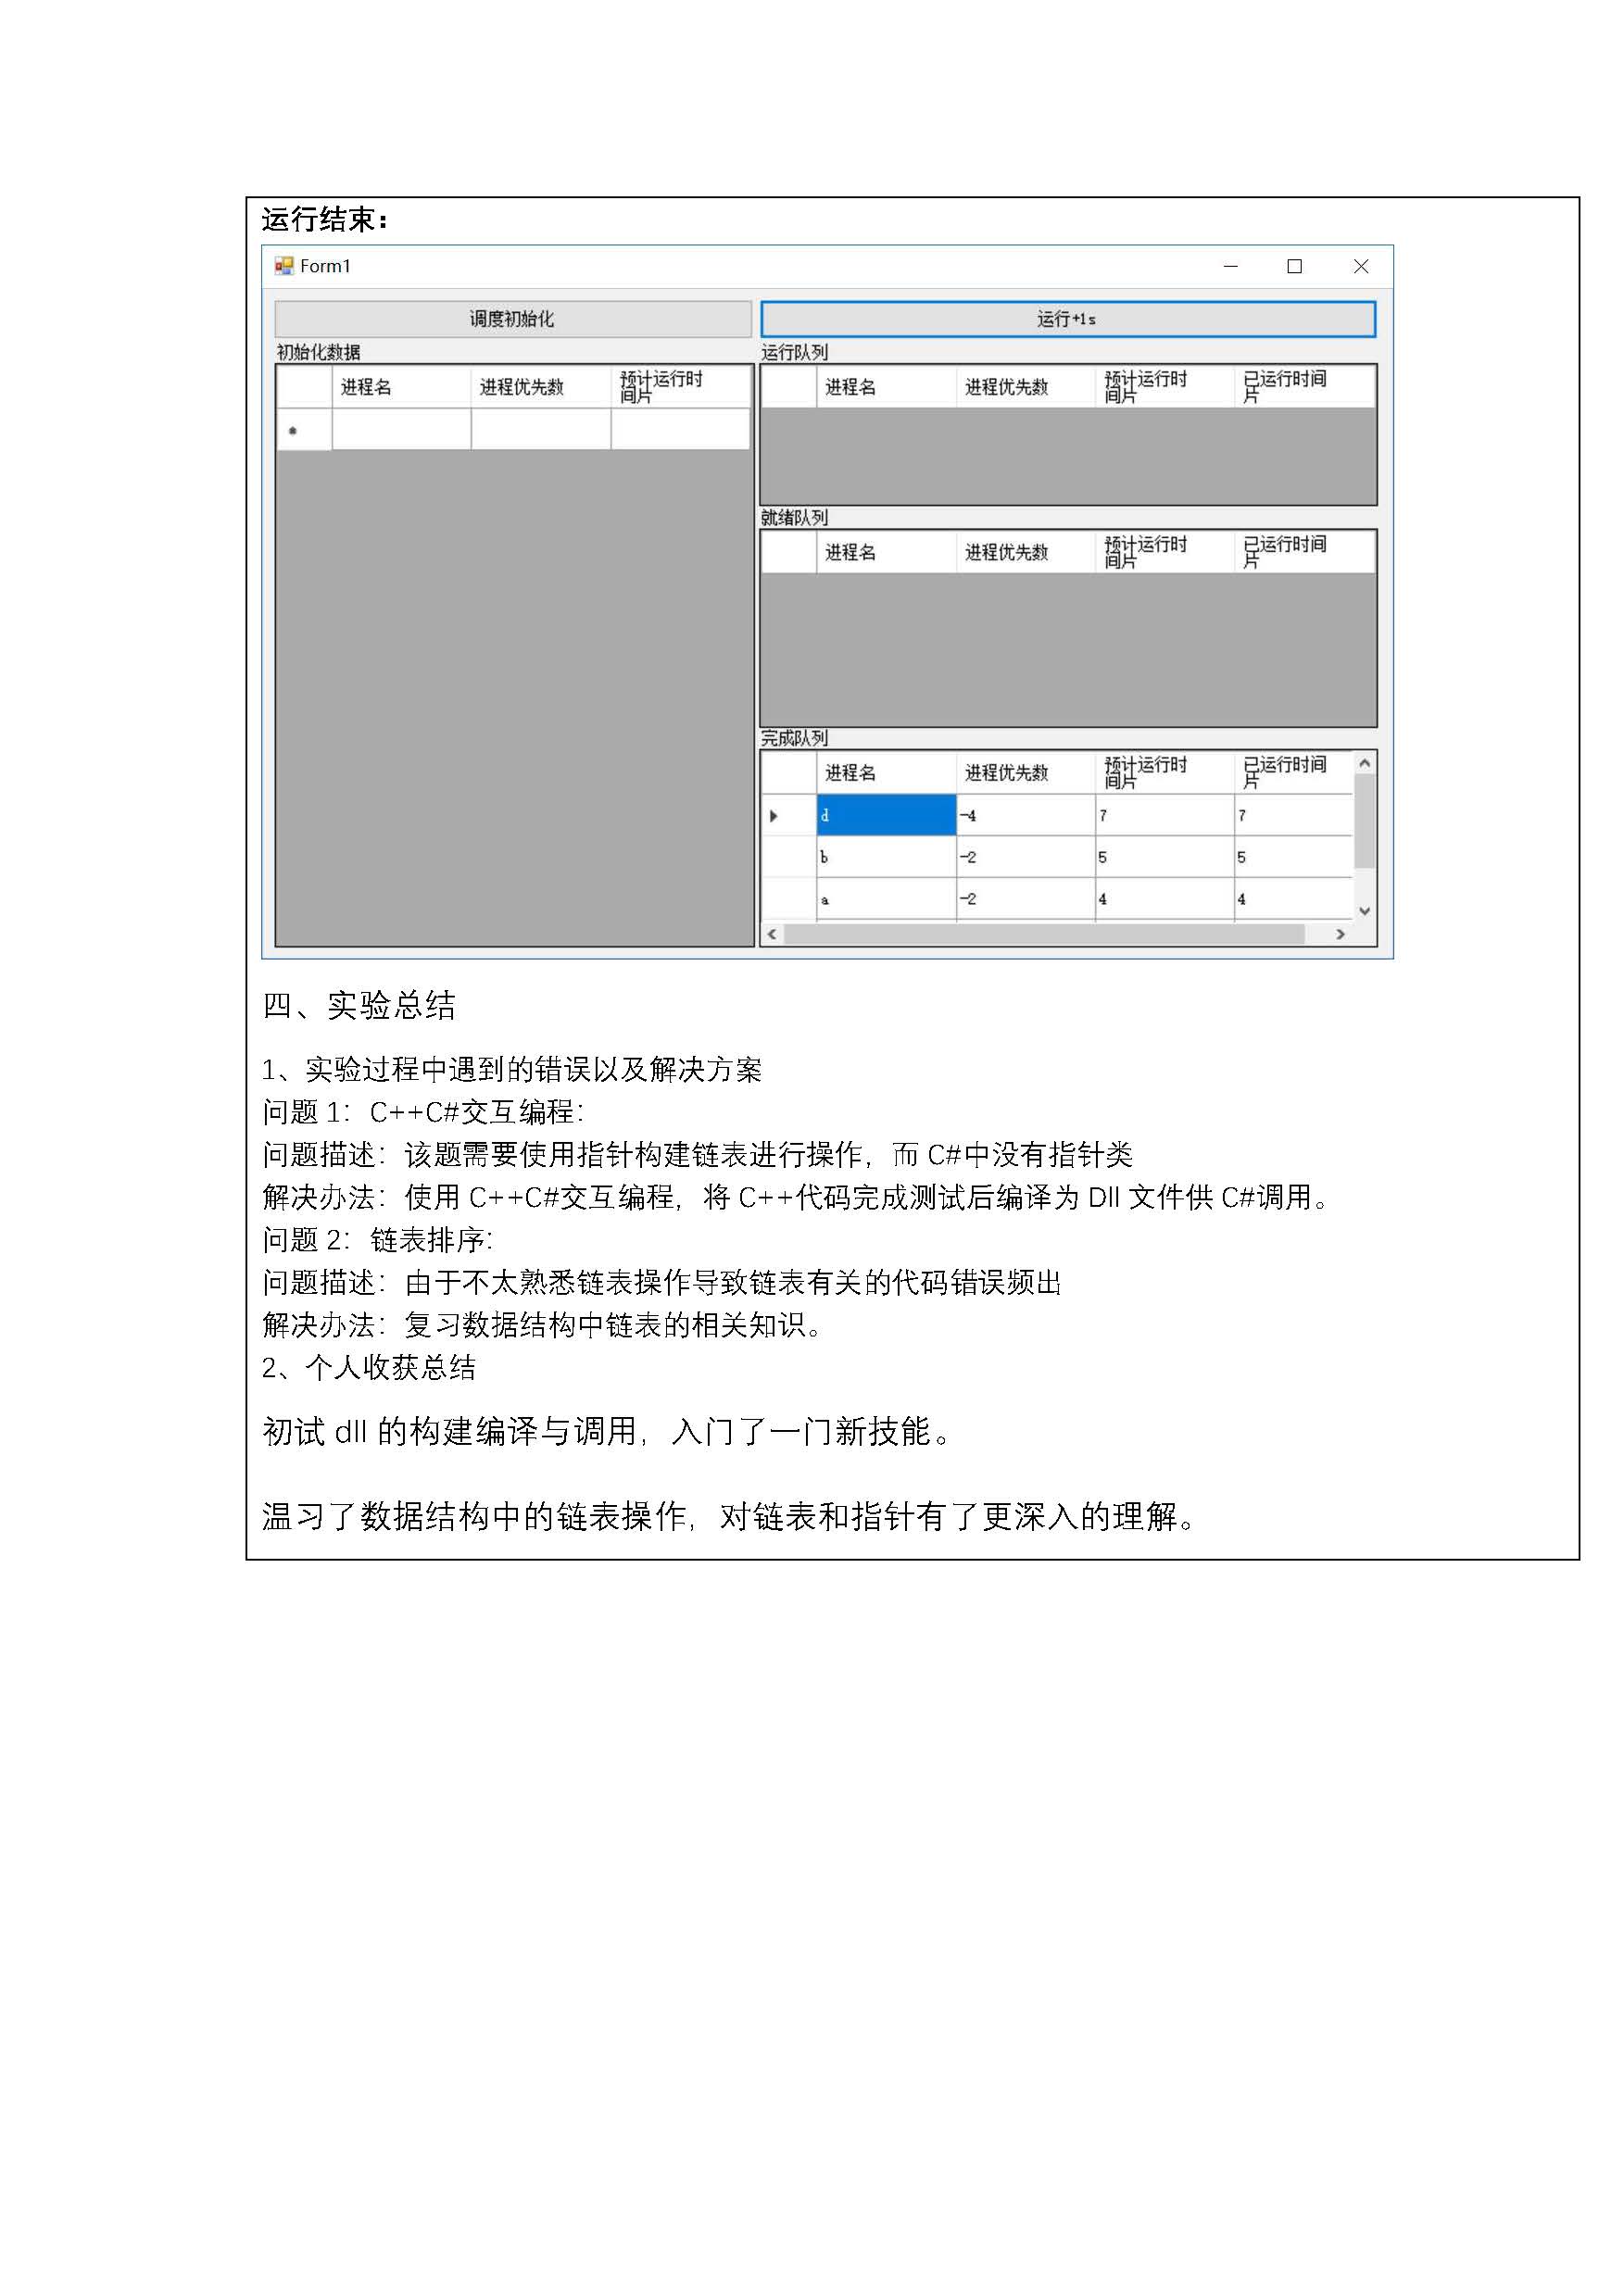 运行结束：
Form1
调度初始化
运行+1s
初始化数据
进程名 进程优先数 预计运行时间片
运行队列
进程名 进程优先数 预计运行时间片 已运行时间片
就绪队列
进程名 进程优先数 预计运行时间片 已运行时间片
完成队列
进程名 进程优先数 预计运行时间片 已运行时间片
d -4 7 7
b -2 5 5
a -2 4 4
四、实验总结
1、实验过程中遇到的错误以及解决方案
问题 1：C++C#交互编程：
问题描述：该题需要使用指针构建链表进行操作，而 C#中没有指针类
解决办法：使用 C++C#交互编程，将 C++代码完成测试后编译为 Dll 文件供 C#调用。
问题 2：链表排序：
问题描述：由于不太熟悉链表操作导致链表有关的代码错误频出
解决办法：复习数据结构中链表的相关知识。
2、个人收获总结
初试 dll 的构建编译与调用，入门了一门新技能。
温习了数据结构中的链表操作，对链表和指针有了更深入的理解。